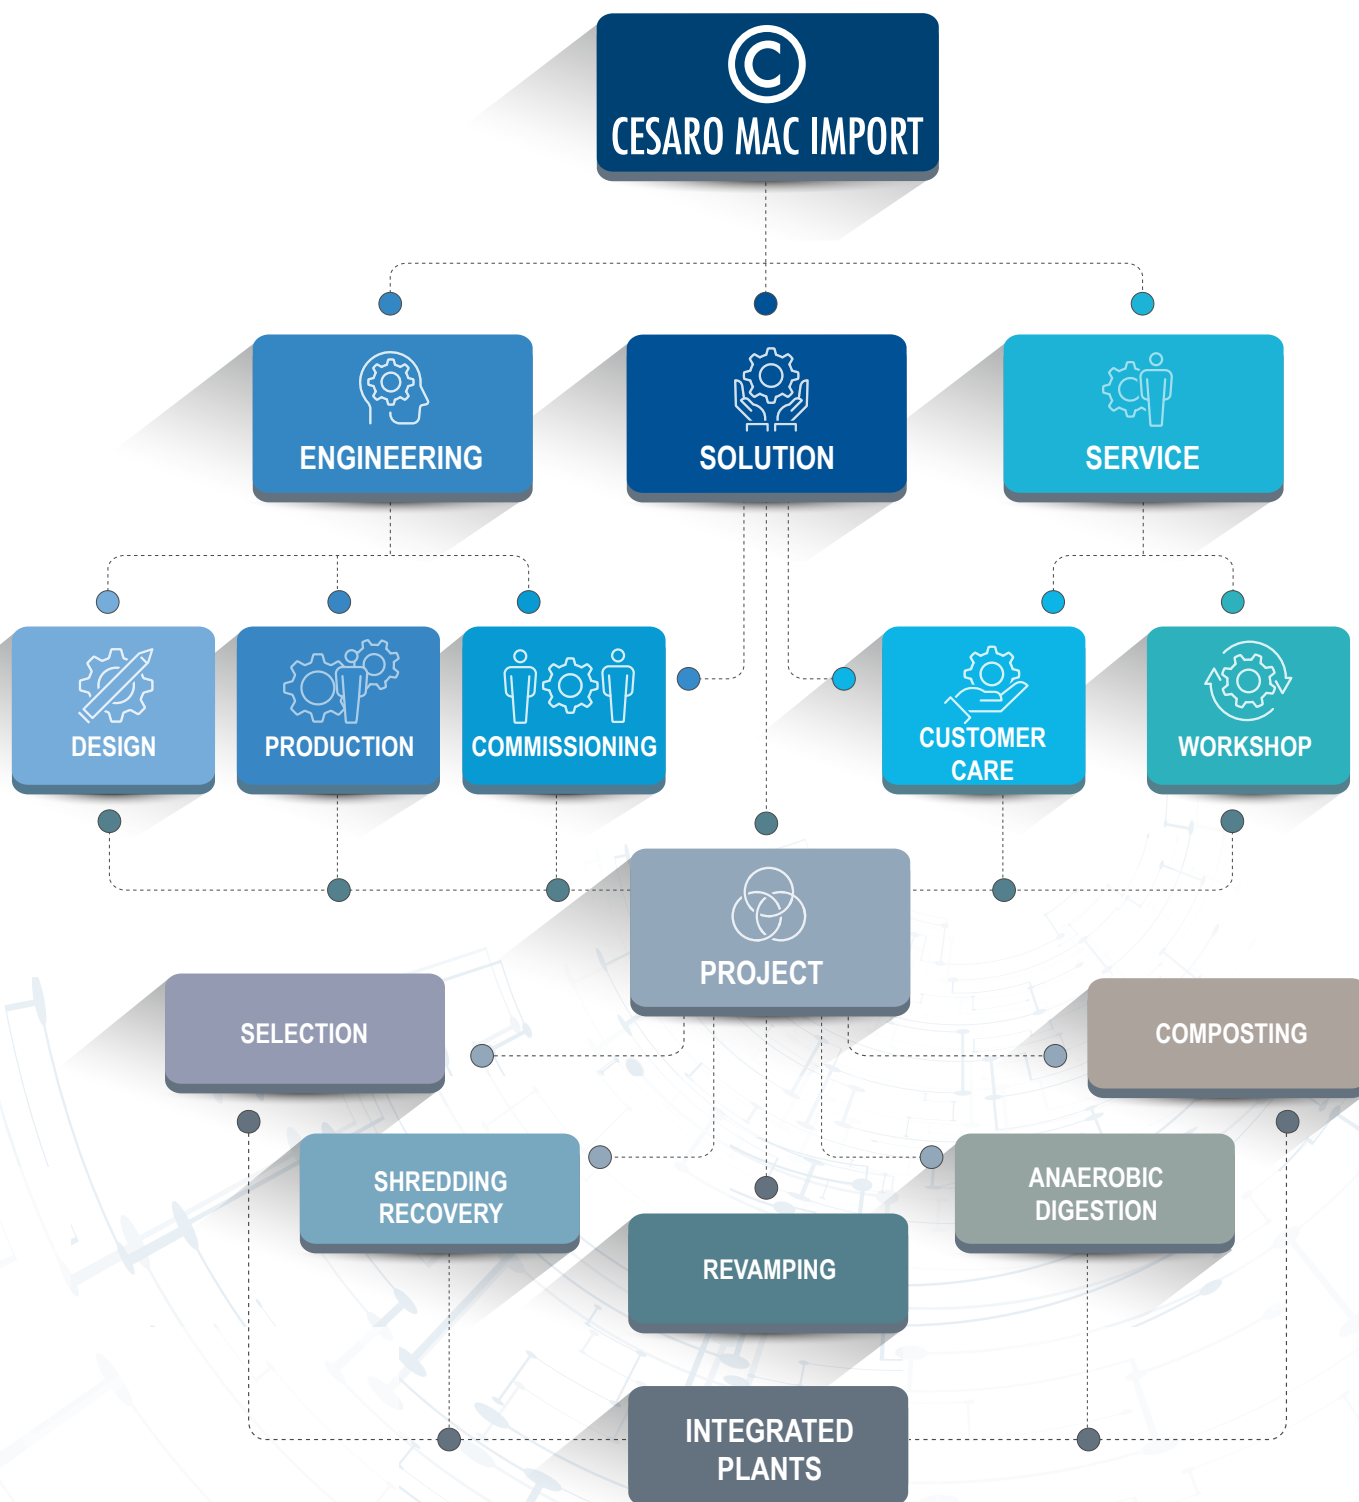 ©
CESARO MAC IMPORT
ENGINEERING
SOLUTION
SERVICE
DESIGN
PRODUCTION
COMMISSIONING
CUSTOMER
CARE
WORKSHOP
PROJECT
SELECTION
COMPOSTING
SHREDDING
RECOVERY
ANAEROBIC
DIGESTION
REVAMPING
INTEGRATED
PLANTS